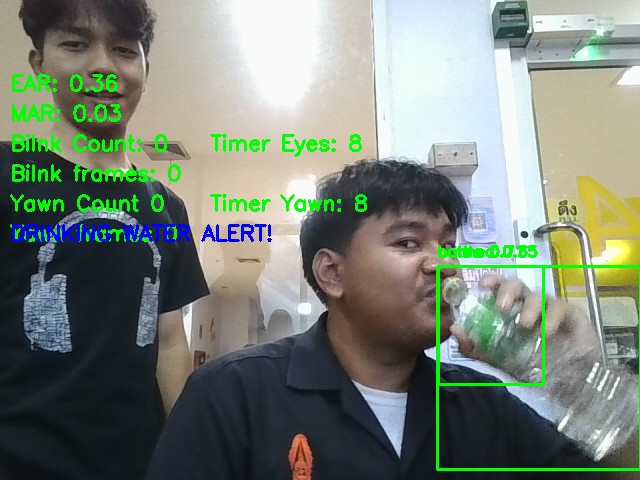 EAR: 0.36
MAR: 0.03
Bilnk Count: 0 Timer Eyes: 8
Bilnk frames: 0
Yawn Count 0 Timer Yawn: 8
DRINKING WATER ALERT!
ดึง